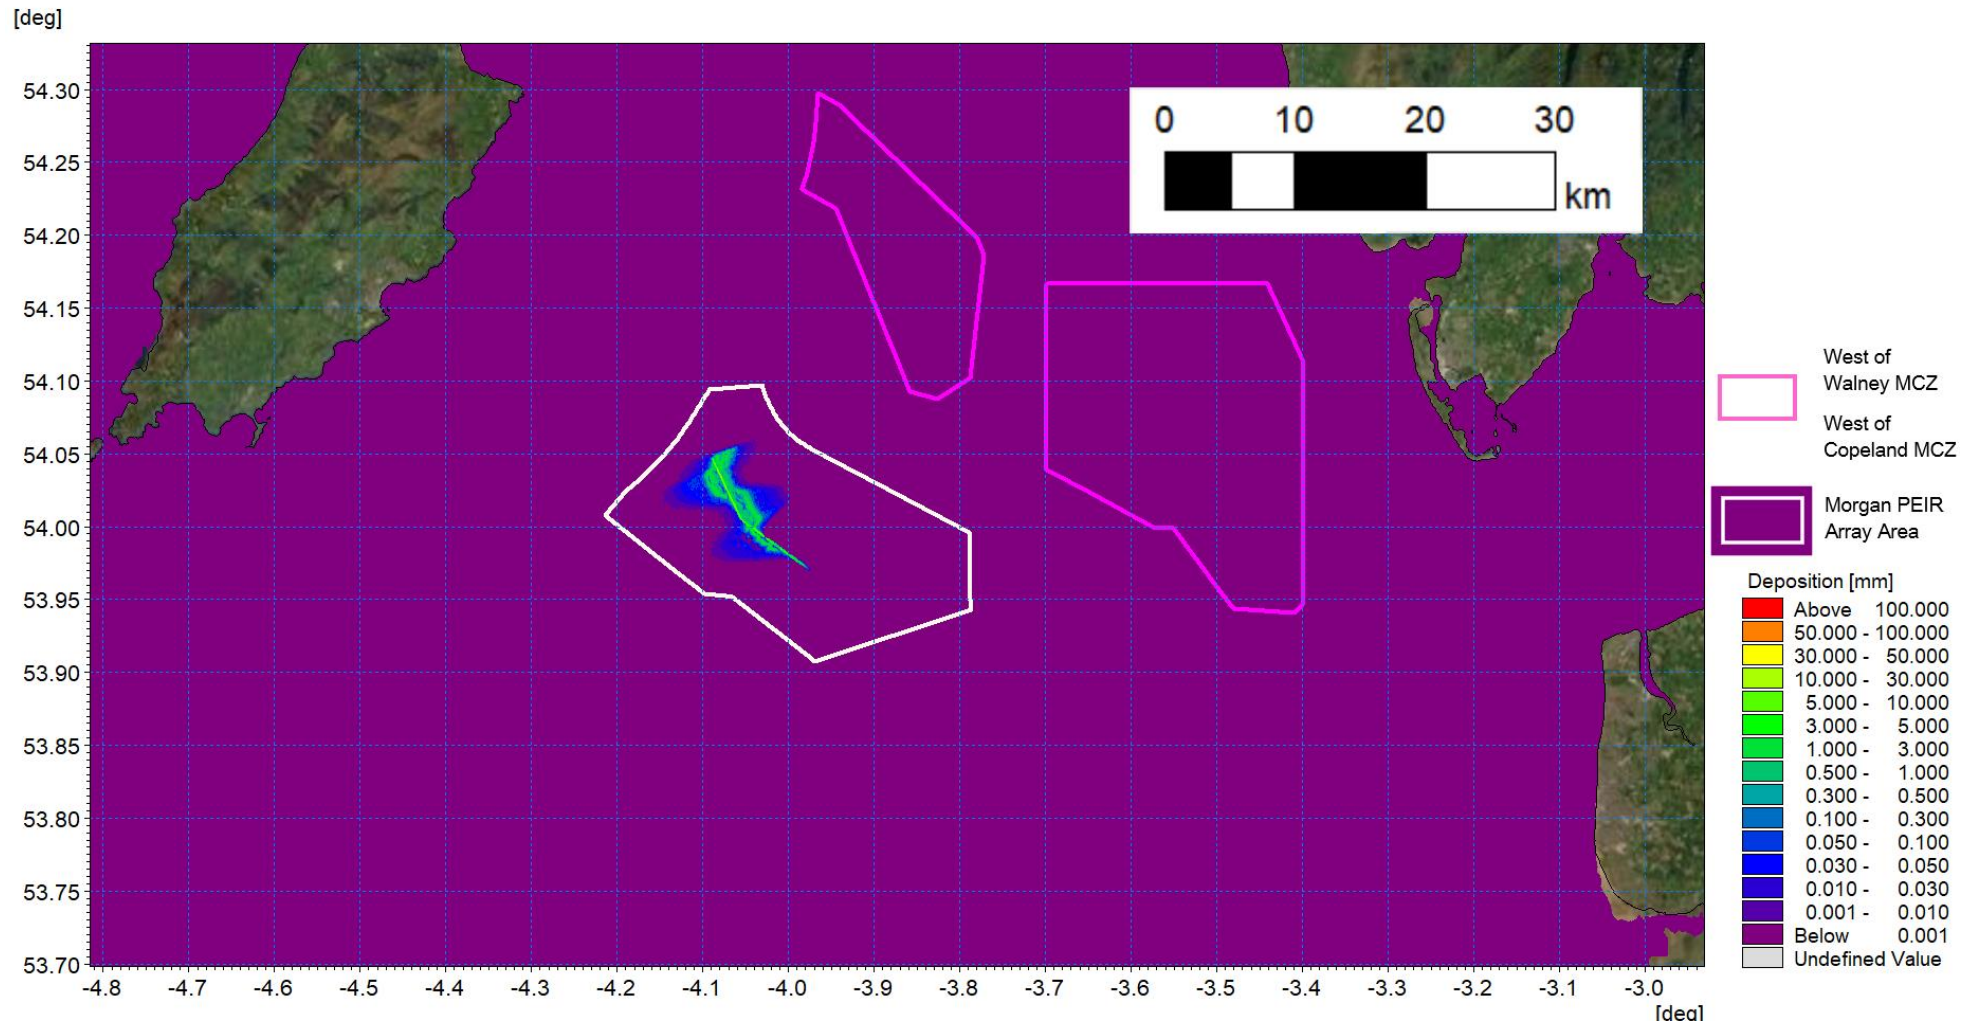 [deg]
54.30
54.25
54.20
54.15
54.10
54.05
54.00
53.95
53.90
53.85
53.80
53.75
53.70
-4.8 -4.7 -4.6 -4.5 -4.4 -4.3 -4.2 -4.1 -4.0 -3.9 -3.8 -3.7 -3.6 -3.5 -3.4 -3.3 -3.2 -3.1 -3.0
[deg]
0 10 20 30
km
West of
Walney MCZ
West of
Copeland MCZ
Morgan PEIR
Array Area
Deposition [mm]
Above 100.000
50.000 - 100.000
30.000 - 50.000
10.000 - 30.000
5.000 - 10.000
3.000 - 5.000
1.000 - 3.000
0.500 - 1.000
0.300 - 0.500
0.100 - 0.300
0.050 - 0.100
0.030 - 0.050
0.010 - 0.030
0.001 - 0.010
Below 0.001
Undefined Value